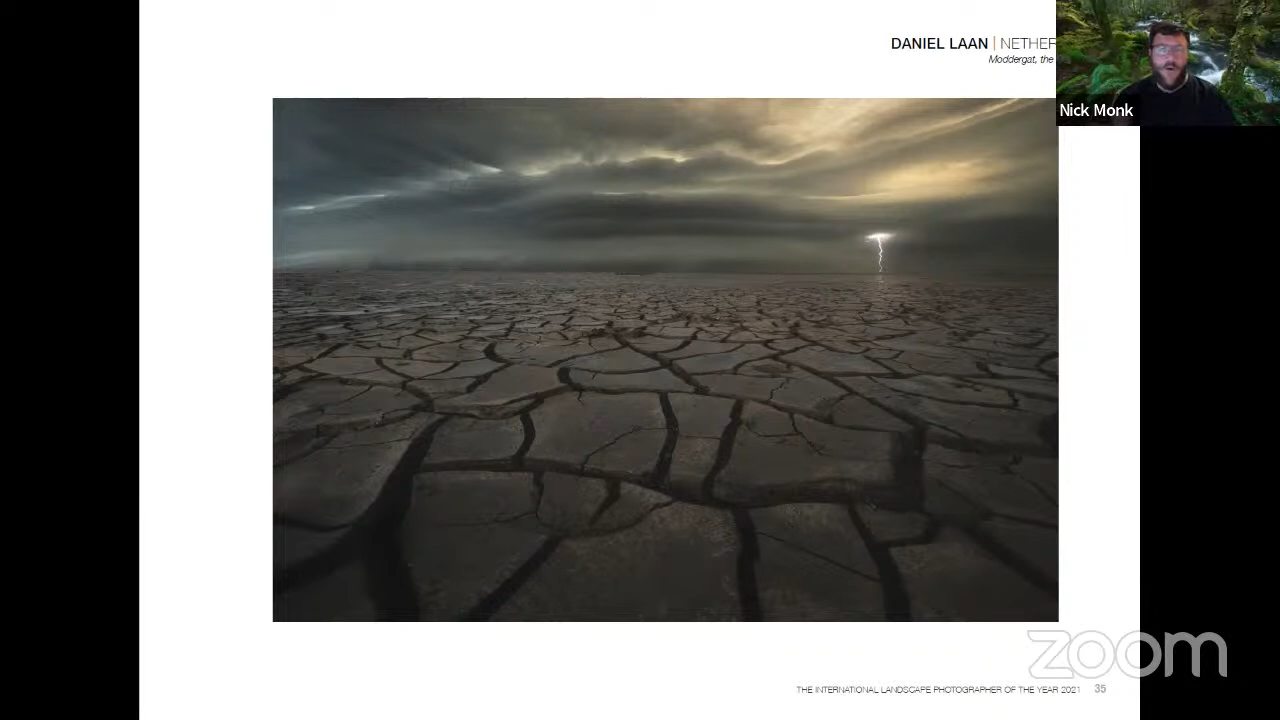 DANIEL LAAN | NETHER
Moddergat, the
Nick Monk
zoom
THE INTERNATIONAL LANDSCAPE PHOTOGRAPHER OF THE YEAR 2021 35